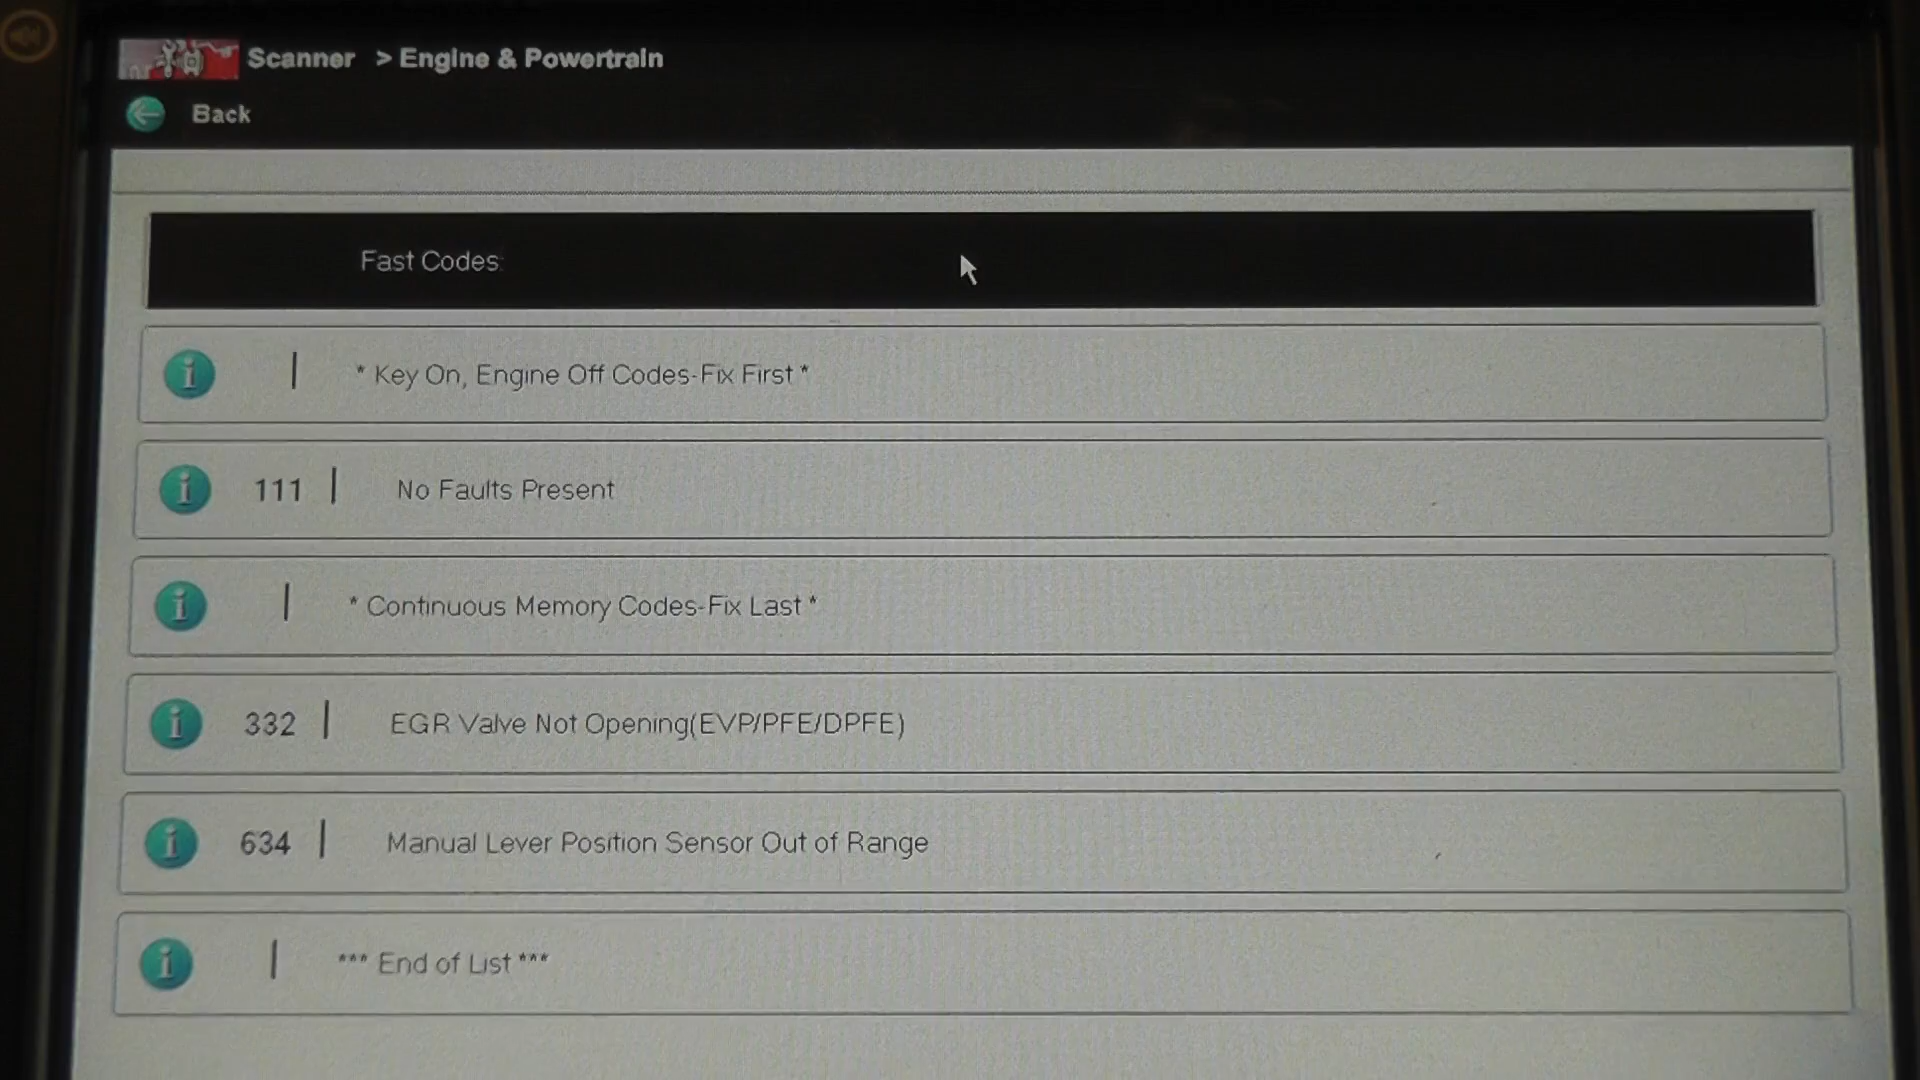 Scanner > Engine & Powertrain
Back
Fast Codes:
* Key On, Engine Off Codes-Fix First *
111 | No Faults Present
* Continuous Memory Codes-Fix Last *
332 | EGR Valve Not Opening(EVP/PFE/DPFE)
634 | Manual Lever Position Sensor Out of Range
*** End of List ***